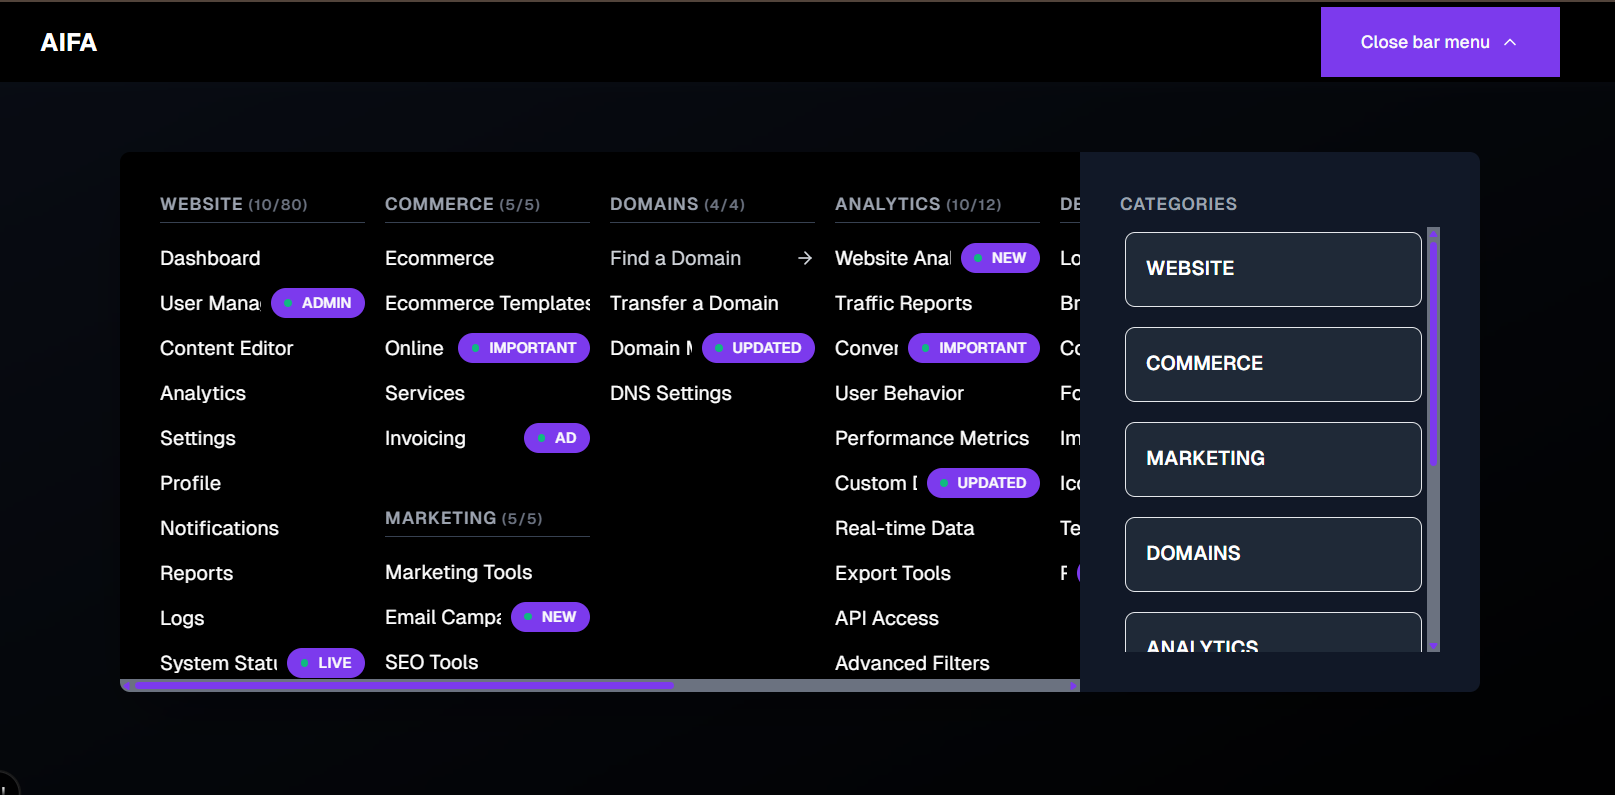 AIFA
Close bar menu
WEBSITE (10/80)
Dashboard
User Mana
ADMIN
Content Editor
Analytics
Settings
Profile
Notifications
Reports
Logs
System Statu
LIVE
COMMERCE (5/5)
Ecommerce
Ecommerce Templates
Online
IMPORTANT
Services
Invoicing
AD
MARKETING (5/5)
Marketing Tools
Email Campa
NEW
SEO Tools
DOMAINS (4/4)
Find a Domain
Transfer a Domain
Domain M
UPDATED
DNS Settings
ANALYTICS (10/12)
Website Anal
NEW
Traffic Reports
Conver
IMPORTANT
User Behavior
Performance Metrics
Custom D
UPDATED
Real-time Data
Export Tools
API Access
Advanced Filters
DE
Lo
Br
Co
Fo
Im
Ico
Te
CATEGORIES
WEBSITE
COMMERCE
MARKETING
DOMAINS
ANALYTICS